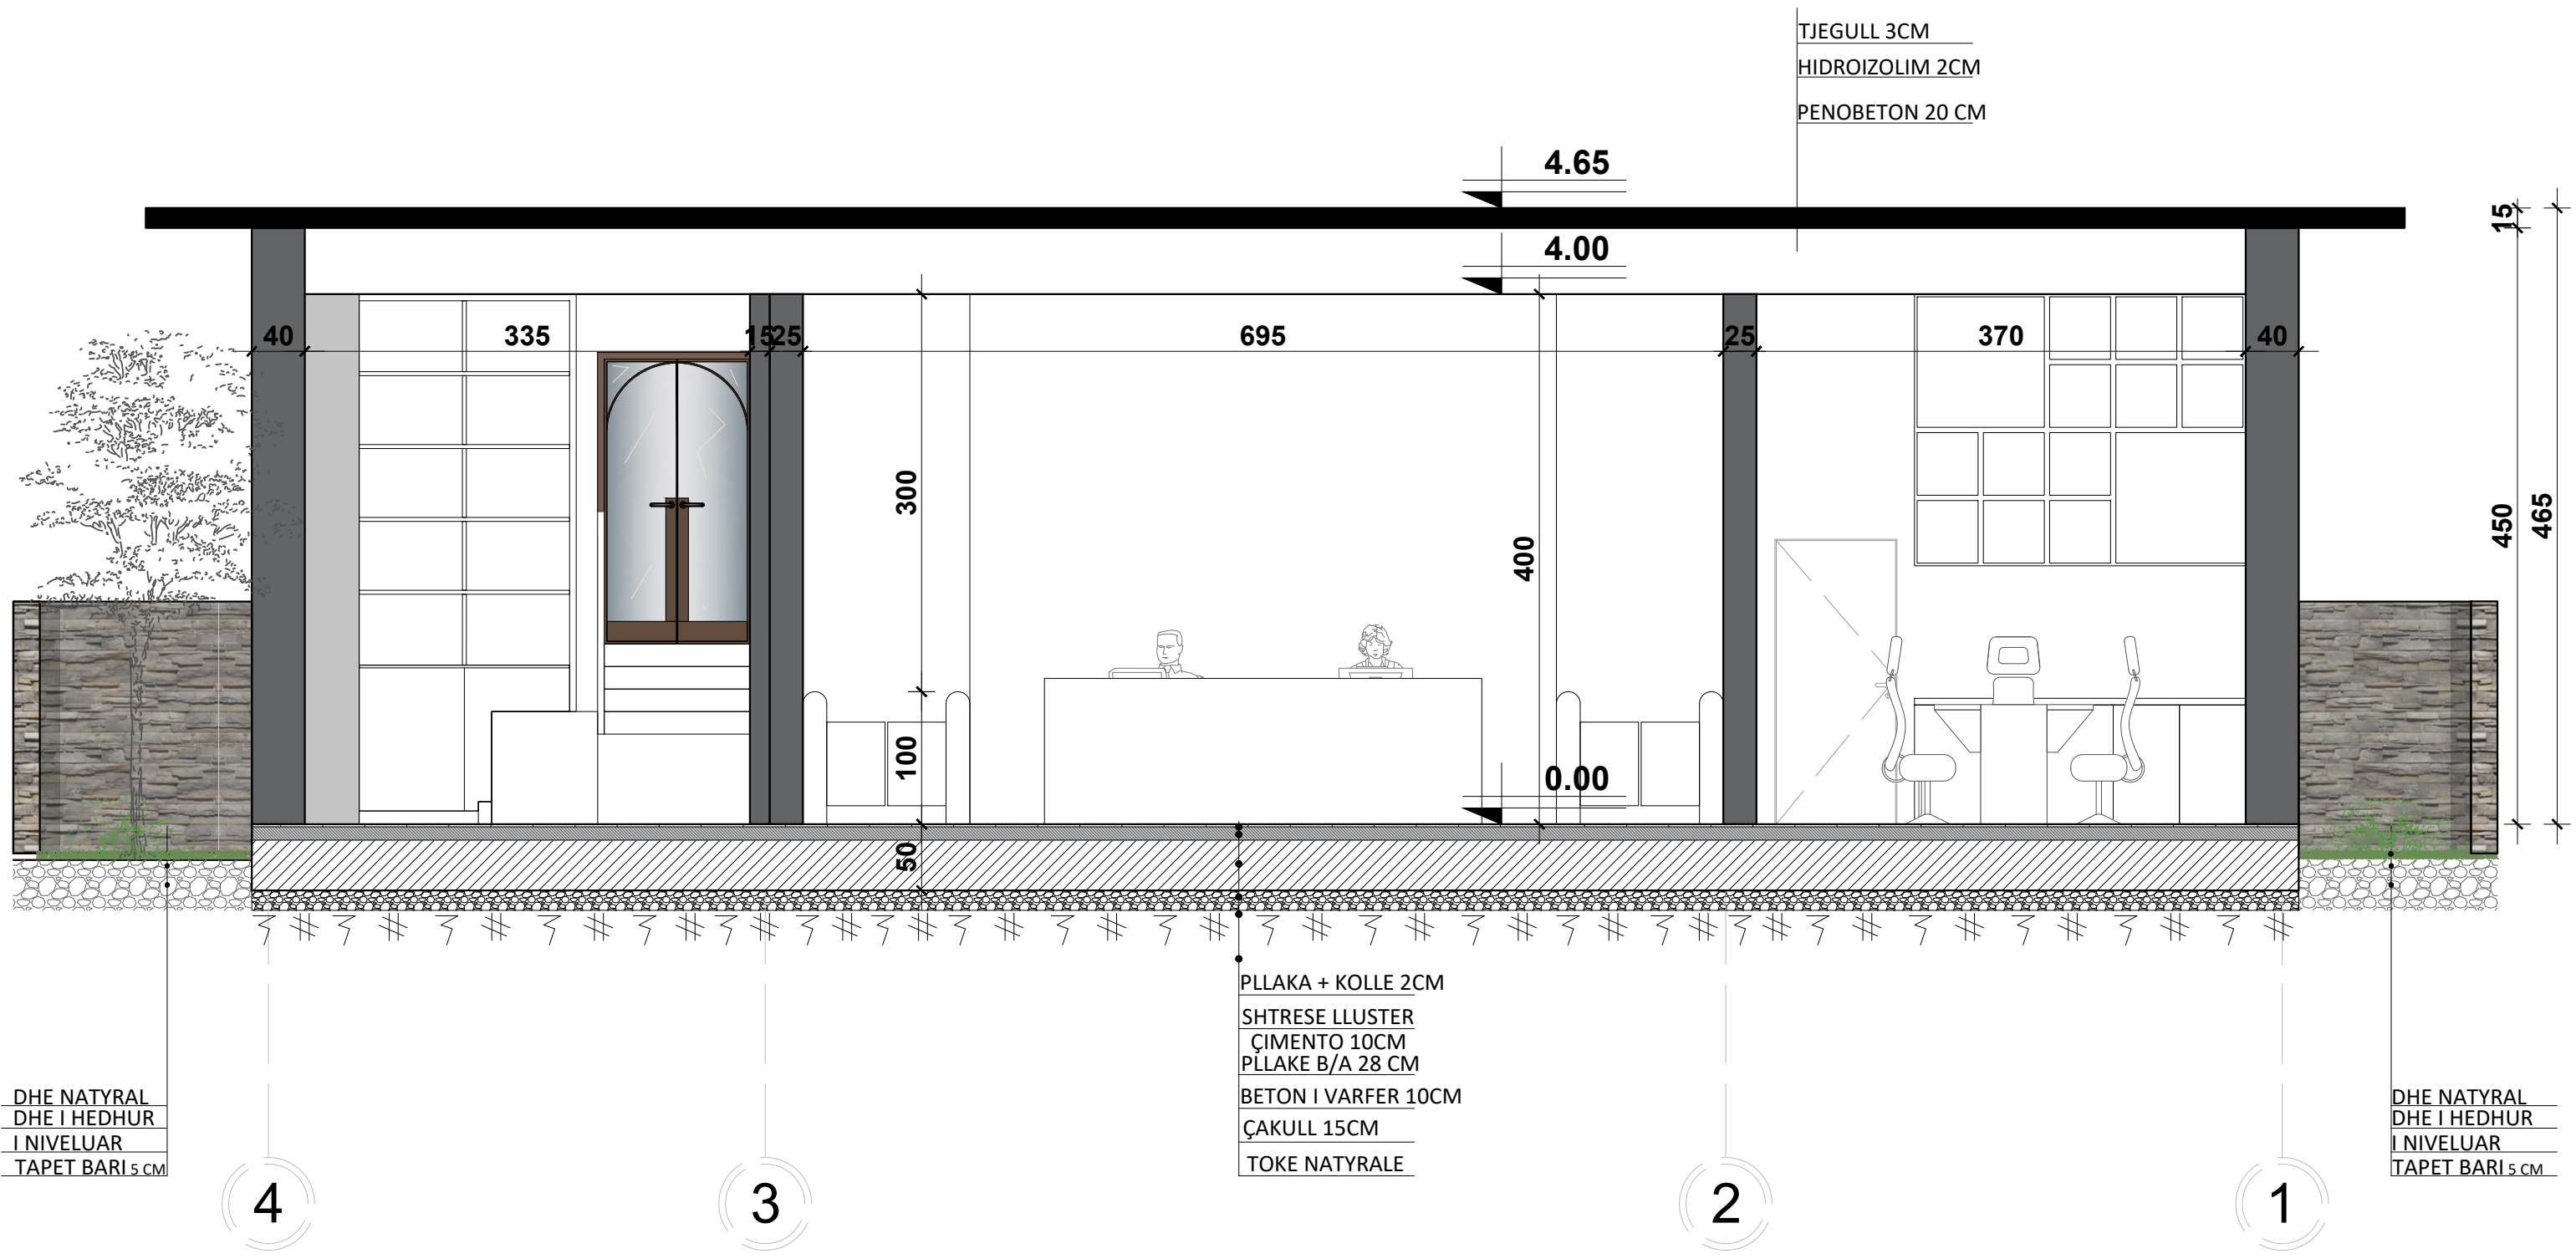 TJEGULL 3CM
HIDROIZOLIM 2CM
PENOBETON 20 CM
4.65
15
4.00
40
335
15
25
695
25
370
40
300
400
450
465
100
0.00
50
PLLAKA + KOLLE 2CM
SHTRESE LLUSTER
ÇIMENTO 10CM
PLLAKE B/A 28 CM
BETON I VARFER 10CM
ÇAKULL 15CM
TOKE NATYRALE
DHE NATYRAL
DHE I HEDHUR
I NIVELUAR
TAPET BARI 5 CM
DHE NATYRAL
DHE I HEDHUR
I NIVELUAR
TAPET BARI 5 CM
4
3
2
1